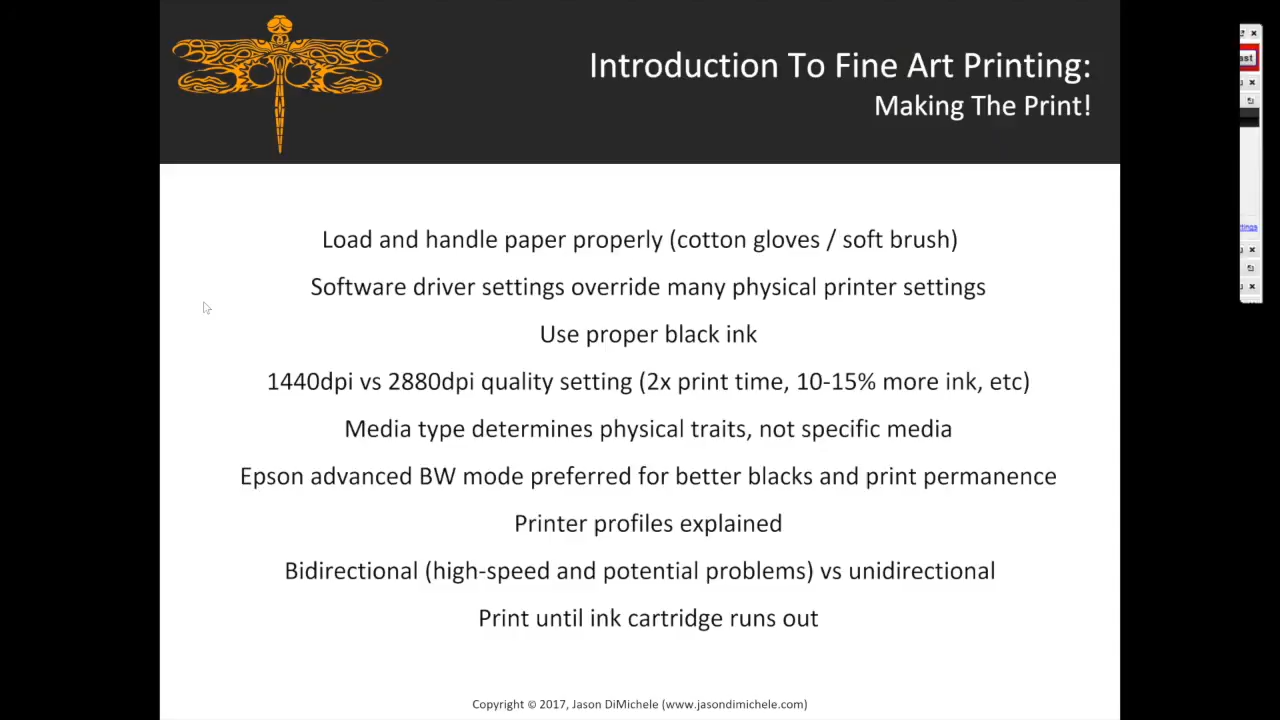 Introduction To Fine Art Printing:
Making The Print!
Load and handle paper properly (cotton gloves / soft brush)
Software driver settings override many physical printer settings
Use proper black ink
1440dpi vs 2880dpi quality setting (2x print time, 10-15% more ink, etc)
Media type determines physical traits, not specific media
Epson advanced BW mode preferred for better blacks and print permanence
Printer profiles explained
Bidirectional (high-speed and potential problems) vs unidirectional
Print until ink cartridge runs out
Copyright © 2017, Jason DiMichele (www.jasondimichele.com)